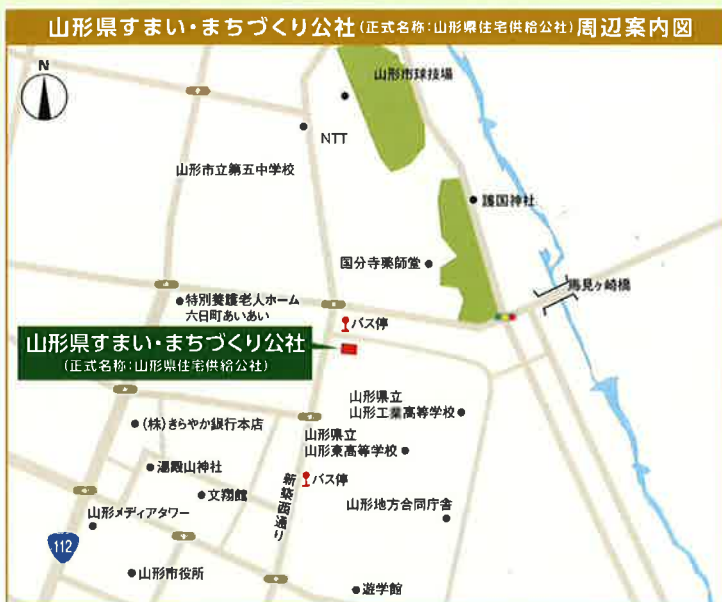 山形県すまい・まちづくり公社(正式名称:山形県住宅供給公社)周辺案内図
N
山形市球技場
NTT
山形市立第五中学校
護国神社
国分寺薬師堂
馬見ヶ崎橋
特別養護老人ホーム
六日町あいあい
バス停
山形県すまい・まちづくり公社
(正式名称:山形県住宅供給公社)
山形県立
山形工業高等学校
(株)きらやか銀行本店
山形県立
山形東高等学校
湯殿山神社
バス停
文翔館
新築西通り
山形地方合同庁舎
山形メディアタワー
112
山形市役所
遊学館